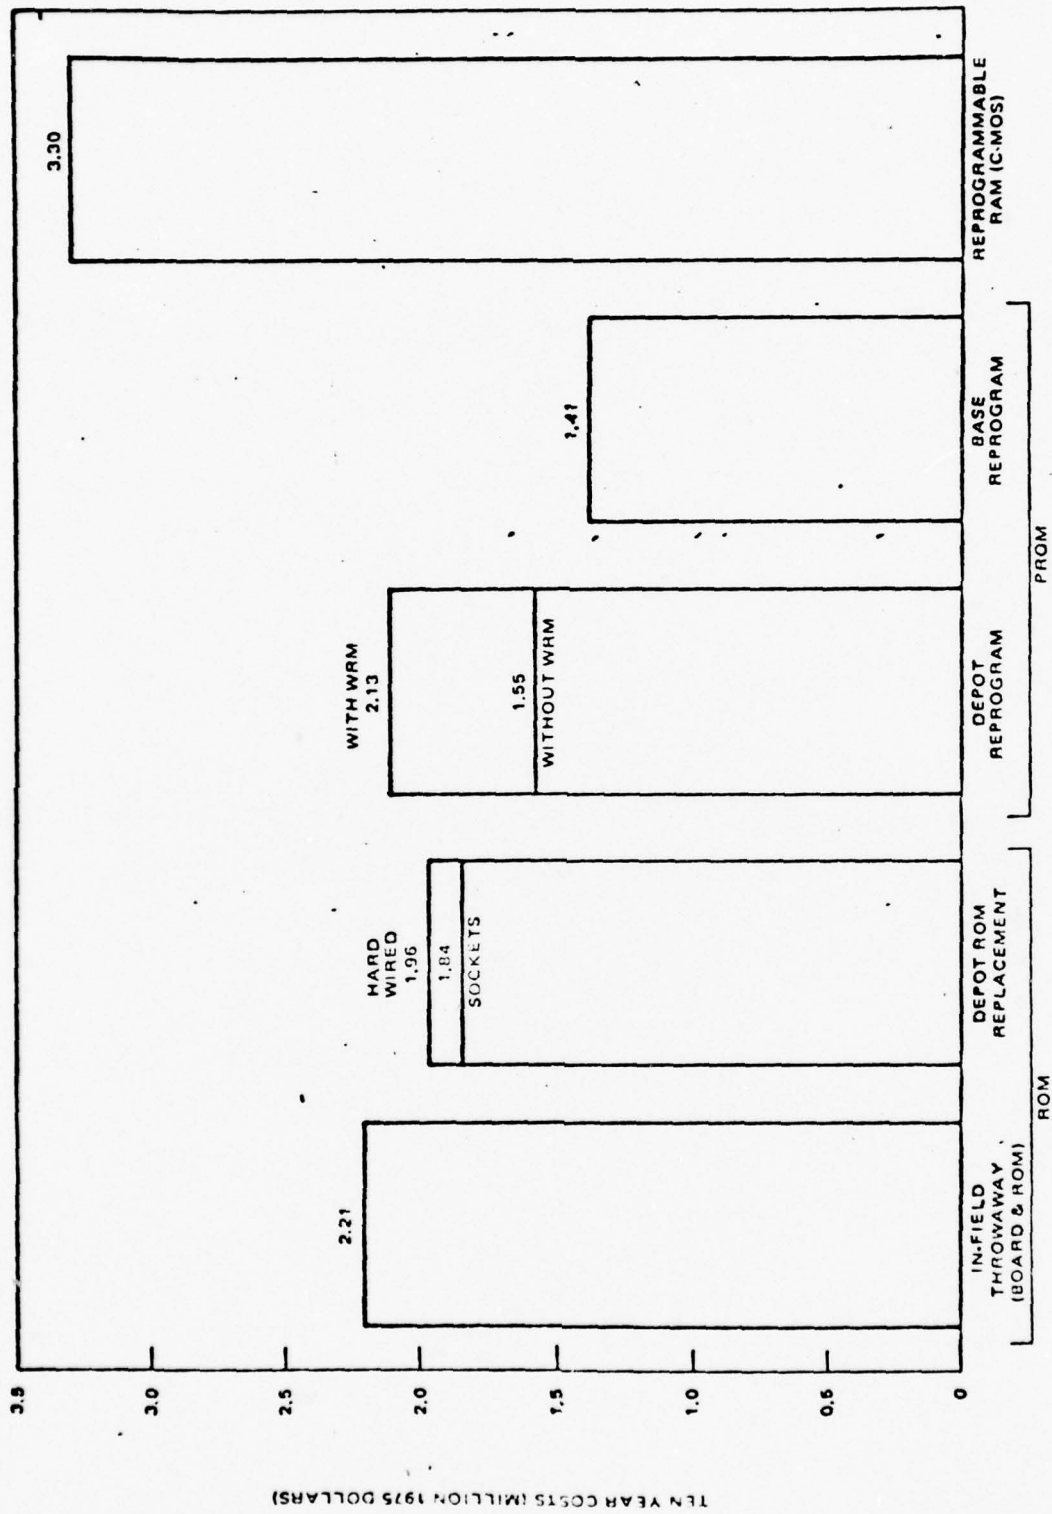 TEN YEAR COSTS (MILLION 1975 DOLLARS)
3.5
3.0
2.5
2.0
1.5
1.0
0.5
0
2.21
HARD
WIRED
1.96
1.84
SOCKETS
WITH WRM
2.13
1.55
WITHOUT WRM
1.41
3.30
IN-FIELD
THROWAWAY
(BOARD & ROM)
DEPOT ROM
REPLACEMENT
DEPOT
REPROGRAM
BASE
REPROGRAM
REPROGRAMMABLE
RAM (C-MOS)
ROM
PROM